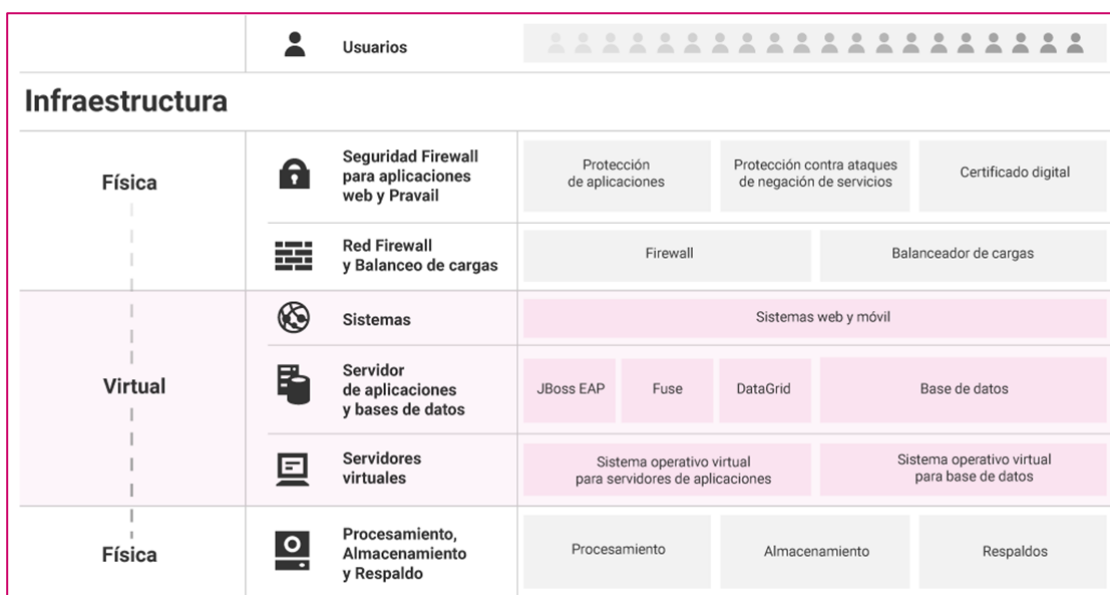 Usuarios
Infraestructura
Física
Seguridad Firewall
para aplicaciones
web y Pravail
Protección
de aplicaciones
Protección contra ataques
de negación de servicios
Certificado digital
Red Firewall
y Balanceo de cargas
Firewall
Balanceador de cargas
Virtual
Sistemas
Sistemas web y móvil
Servidor
de aplicaciones
y bases de datos
JBoss EAP
Fuse
DataGrid
Base de datos
Servidores
virtuales
Sistema operativo virtual
para servidores de aplicaciones
Sistema operativo virtual
para base de datos
Física
Procesamiento,
Almacenamiento
y Respaldo
Procesamiento
Almacenamiento
Respaldos